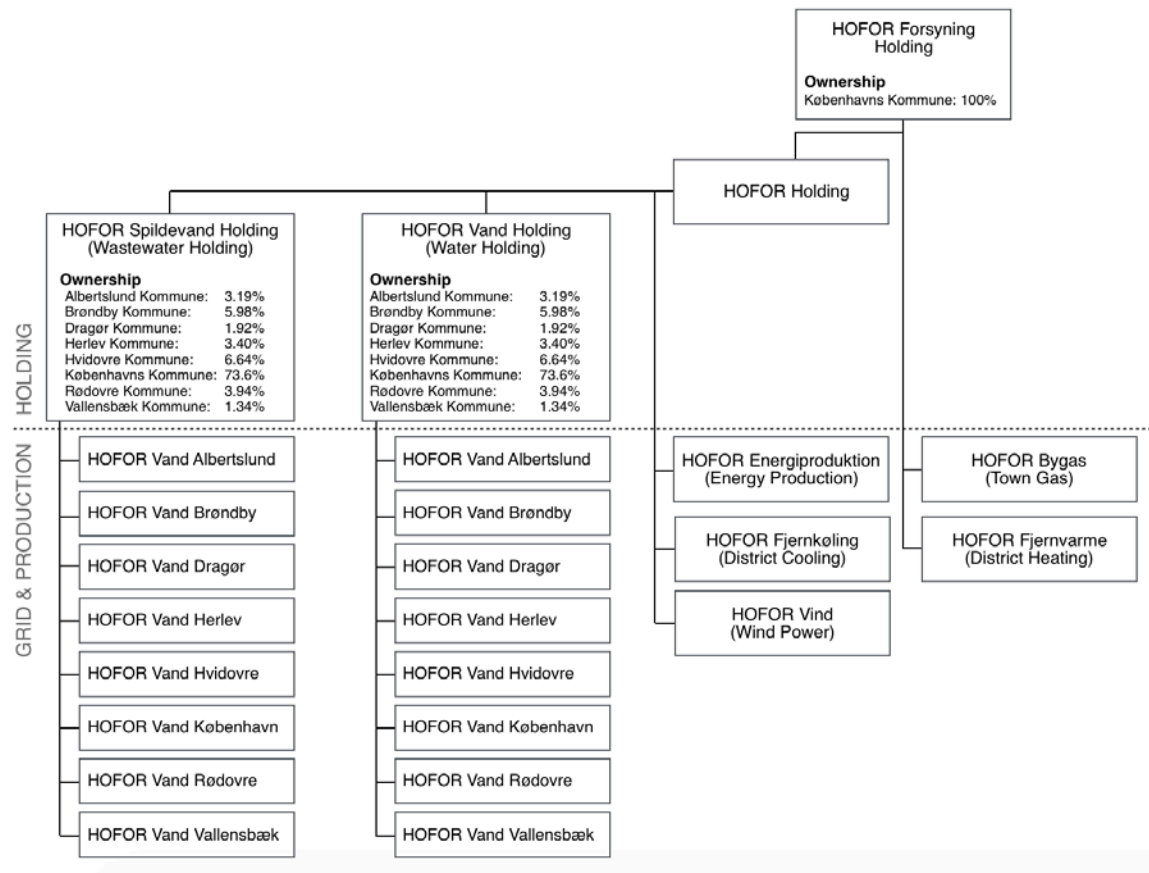 HOFOR Forsyning
Holding
Ownership
Københavns Kommune: 100%
HOFOR Holding
HOFOR Spildevand Holding
(Wastewater Holding)
Ownership
Albertslund Kommune: 3.19%
Brøndby Kommune: 5.98%
Dragør Kommune: 1.92%
Herlev Kommune: 3.40%
Hvidovre Kommune: 6.64%
Københavns Kommune: 73.6%
Rødovre Kommune: 3.94%
Vallensbæk Kommune: 1.34%
HOFOR Vand Holding
(Water Holding)
Ownership
Albertslund Kommune: 3.19%
Brøndby Kommune: 5.98%
Dragør Kommune: 1.92%
Herlev Kommune: 3.40%
Hvidovre Kommune: 6.64%
Københavns Kommune: 73.6%
Rødovre Kommune: 3.94%
Vallensbæk Kommune: 1.34%
HOLDING
GRID & PRODUCTION
HOFOR Vand Albertslund
HOFOR Vand Brøndby
HOFOR Vand Dragør
HOFOR Vand Herlev
HOFOR Vand Hvidovre
HOFOR Vand København
HOFOR Vand Rødovre
HOFOR Vand Vallensbæk
HOFOR Vand Albertslund
HOFOR Vand Brøndby
HOFOR Vand Dragør
HOFOR Vand Herlev
HOFOR Vand Hvidovre
HOFOR Vand København
HOFOR Vand Rødovre
HOFOR Vand Vallensbæk
HOFOR Energiproduktion
(Energy Production)
HOFOR Fjernkøling
(District Cooling)
HOFOR Vind
(Wind Power)
HOFOR Bygas
(Town Gas)
HOFOR Fjernvarme
(District Heating)